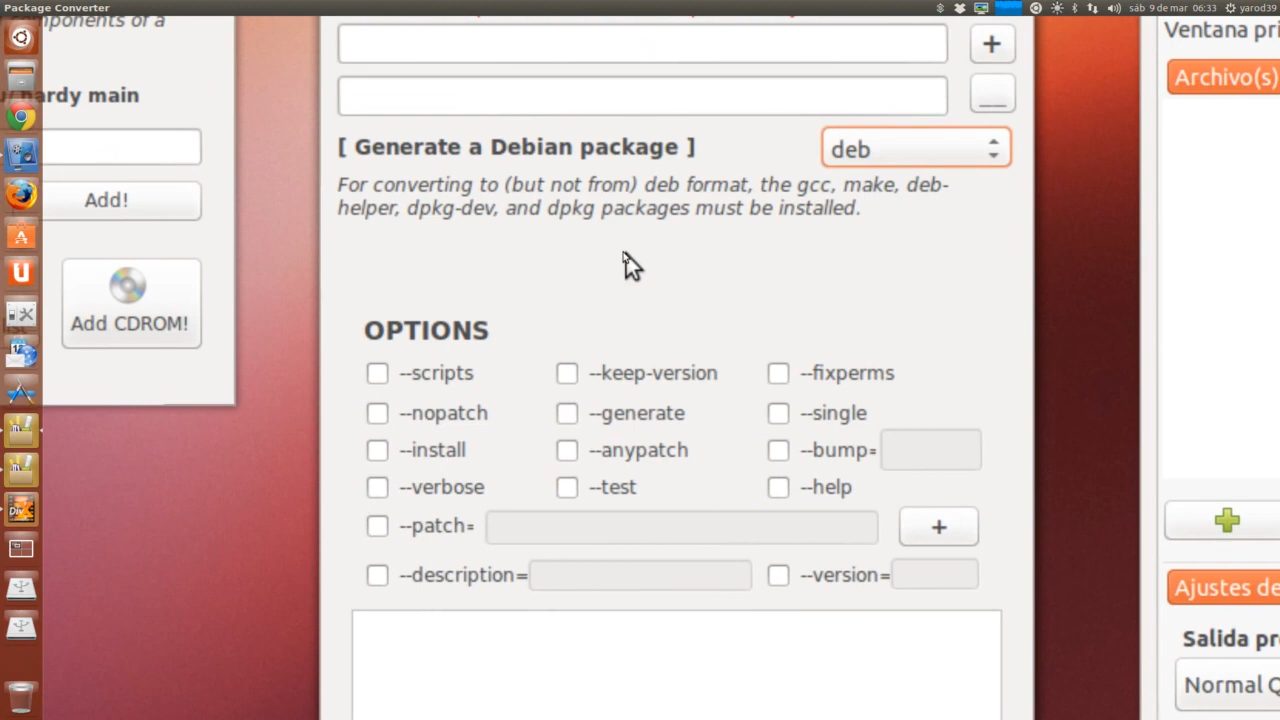 Package Converter
sáb 9 de mar 06:33 yarod39
components of a
hardy main
Add!
Add CDROM!
[ Generate a Debian package ]
deb
For converting to (but not from) deb format, the gcc, make, deb-
helper, dpkg-dev, and dpkg packages must be installed.
OPTIONS
--scripts --keep-version --fixperms
--nopatch --generate --single
--install --anypatch --bump=
--verbose --test --help
--patch= +
--description= --version=
Ventana pri
Archivo(s)
Ajustes de
Salida pr
Normal Q